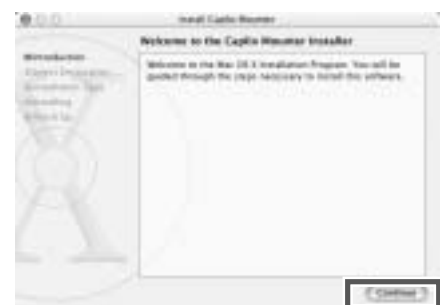 Install Caplio Mounter
Welcome to the Caplio Mounter Installer
Introduction
Welcome to the Mac OS X Installation Program. You will be
guided through the steps necessary to install this software.
Continue